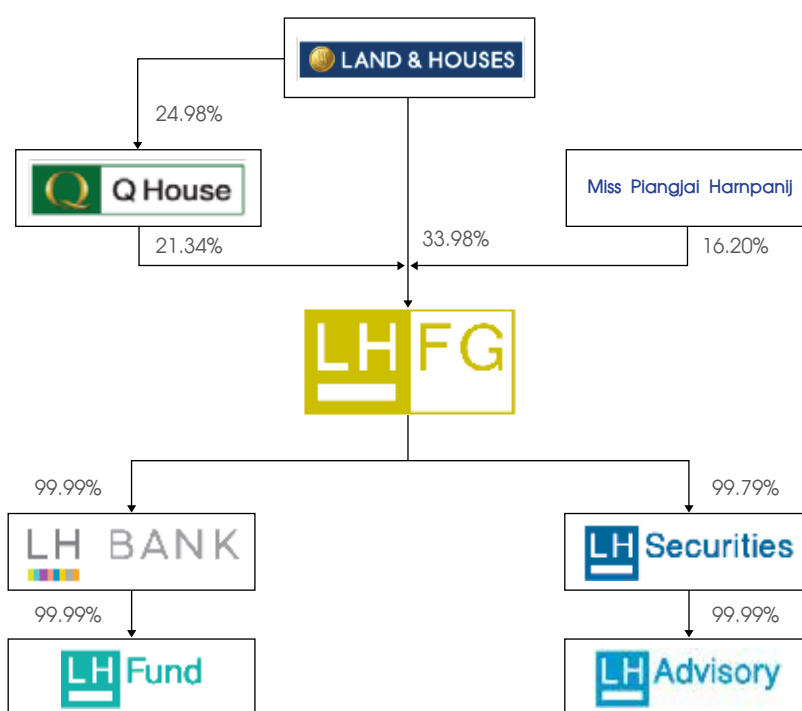 LAND & HOUSES
24.98%
Q House
Miss Piangjai Harnpanij
21.34%
33.98%
16.20%
LH FG
99.99%
99.79%
LH BANK
LH Securities
99.99%
99.99%
LH Fund
LH Advisory